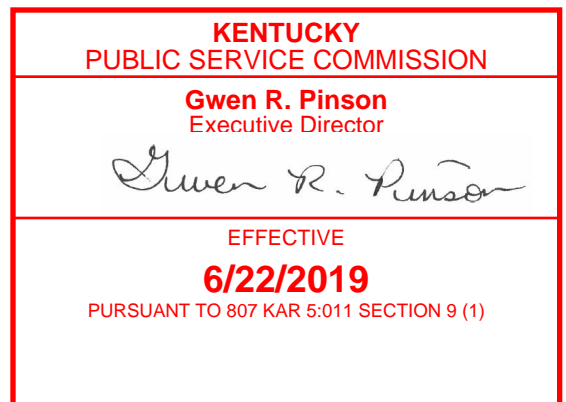 KENTUCKY
PUBLIC SERVICE COMMISSION
Gwen R. Pinson
Executive Director
Gwen R. Pinson
EFFECTIVE
6/22/2019
PURSUANT TO 807 KAR 5:011 SECTION 9 (1)